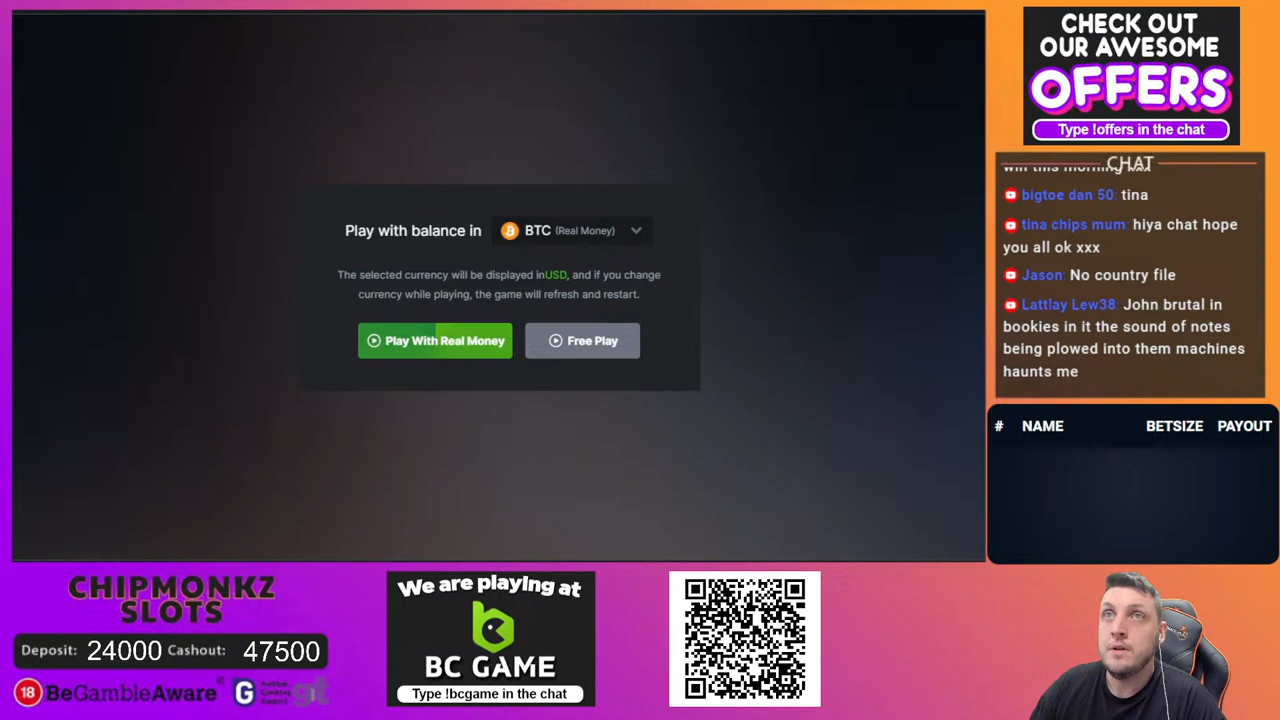 CHECK OUT
OUR AWESOME
OFFERS
Type !offers in the chat
CHAT
win this morning xxx
bigtoe dan 50: tina
tina chips mum: hiya chat hope
you all ok xxx
Jason: No country file
Lattlay Lew38: John brutal in
bookies in it the sound of notes
being plowed into them machines
haunts me
Play with balance in BTC (Real Money)
The selected currency will be displayed inUSD, and if you change
currency while playing, the game will refresh and restart.
Play With Real Money
Free Play
# NAME BETSIZE PAYOUT
CHIPMONKZ
SLOTS
Deposit: 24000 Cashout: 47500
18 BeGambleAware
We are playing at
BC GAME
Type !bcgame in the chat